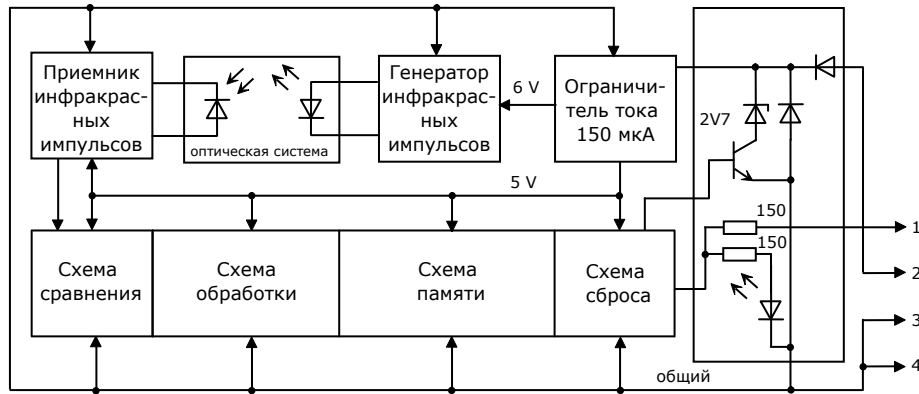 Приемник
инфракрас-
ных
импульсов
оптическая система
Генератор
инфракрас-
ных
импульсов
6 V
Ограничи-
тель тока
150 мкА
2V7
5 V
Схема
сравнения
Схема
обработки
Схема
памяти
Схема
сброса
150
150
1
2
3
4
общий